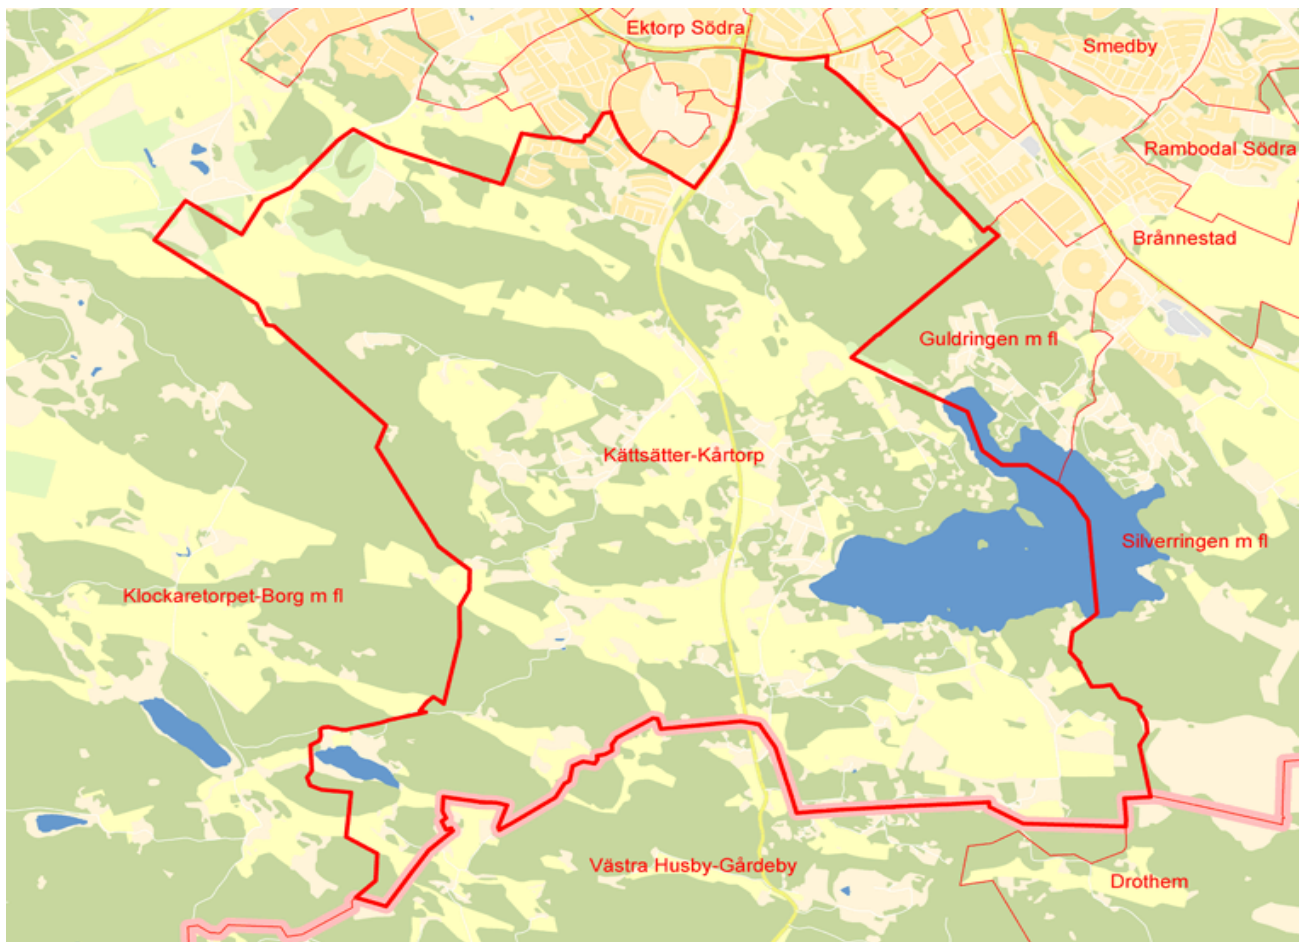 Ektorp Södra
Smedby
Rambodal Södra
Brånnestad
Guldringen m fl
Kättsätter-Kårtorp
Silverringen m fl
Klockaretorpet-Borg m fl
Västra Husby-Gårdeby
Drothem